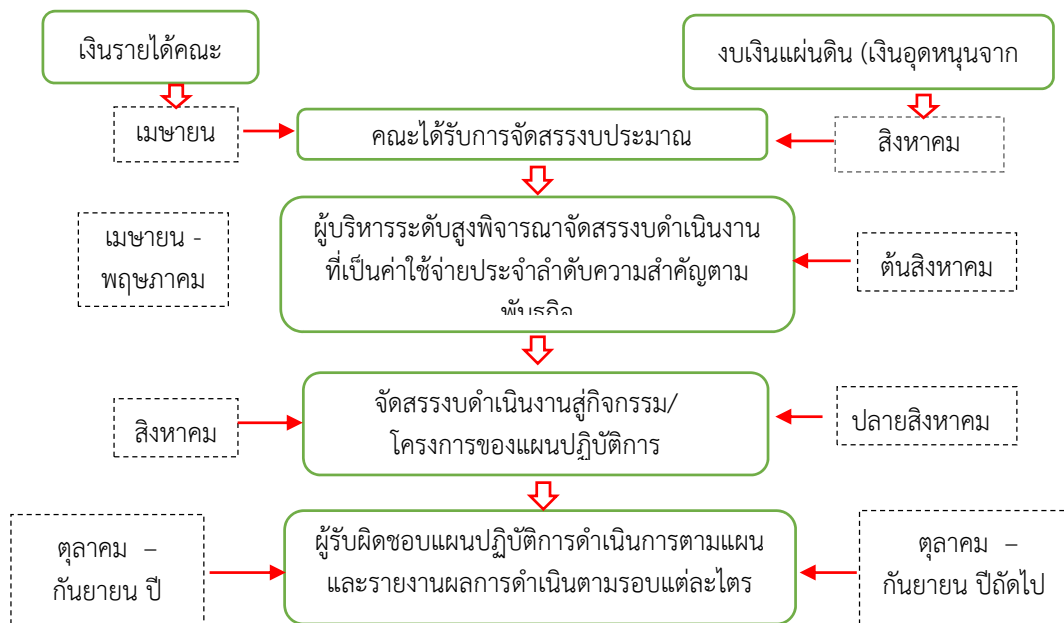 เงินรายได้คณะ
งบเงินแผ่นดิน (เงินอุดหนุนจาก
เมษายน
คณะได้รับการจัดสรรงบประมาณ
สิงหาคม
เมษายน -
พฤษภาคม
ผู้บริหารระดับสูงพิจารณาจัดสรรงบดำเนินงาน
ที่เป็นค่าใช้จ่ายประจำลำดับความสำคัญตาม
พันธกิจ
ต้นสิงหาคม
สิงหาคม
จัดสรรงบดำเนินงานสู่กิจกรรม/
โครงการของแผนปฏิบัติการ
ปลายสิงหาคม
ตุลาคม –
กันยายน ปี
ผู้รับผิดชอบแผนปฏิบัติการดำเนินการตามแผน
และรายงานผลการดำเนินตามรอบแต่ละไตร
ตุลาคม –
กันยายน ปีถัดไป